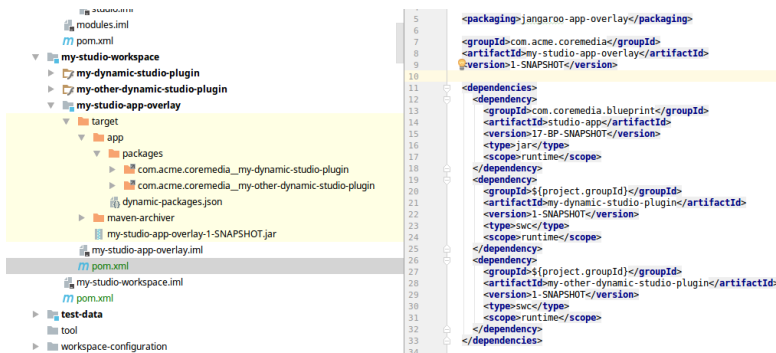 studio.iml
modules.iml
pom.xml
my-studio-workspace
my-dynamic-studio-plugin
my-other-dynamic-studio-plugin
my-studio-app-overlay
target
app
packages
com.acme.coremedia__my-dynamic-studio-plugin
com.acme.coremedia__my-other-dynamic-studio-plugin
dynamic-packages.json
maven-archiver
my-studio-app-overlay-1-SNAPSHOT.jar
my-studio-app-overlay.iml
pom.xml
my-studio-workspace.iml
pom.xml
test-data
tool
workspace-configuration
5 <packaging>jangaroo-app-overlay</packaging>
6
7 <groupId>com.acme.coremedia</groupId>
8 <artifactId>my-studio-app-overlay</artifactId>
9 <version>1-SNAPSHOT</version>
10
11 <dependencies>
12 <dependency>
13 <groupId>com.coremedia.blueprint</groupId>
14 <artifactId>studio-app</artifactId>
15 <version>17-BP-SNAPSHOT</version>
16 <type>jar</type>
17 <scope>runtime</scope>
18 </dependency>
19 <dependency>
20 <groupId>${project.groupId}</groupId>
21 <artifactId>my-dynamic-studio-plugin</artifactId>
22 <version>1-SNAPSHOT</version>
23 <type>swc</type>
24 <scope>runtime</scope>
25 </dependency>
26 <dependency>
27 <groupId>${project.groupId}</groupId>
28 <artifactId>my-other-dynamic-studio-plugin</artifactId>
29 <version>1-SNAPSHOT</version>
30 <type>swc</type>
31 <scope>runtime</scope>
32 </dependency>
33 </dependencies>
34